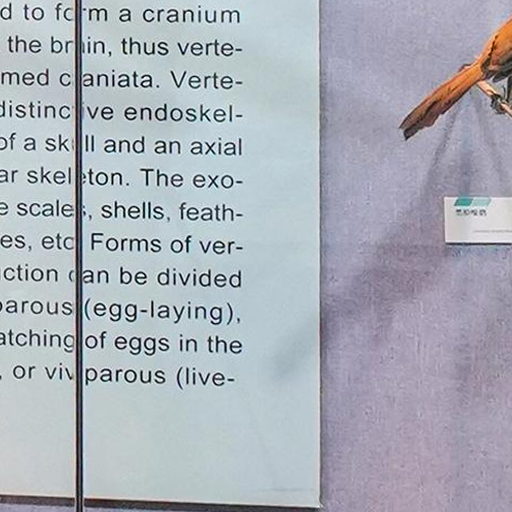 d to form a cranium
the brain, thus verte-
med craniata. Verte-
distinctive endoskel-
of a skull and an axial
ar skeleton. The exo-
e scales, shells, feath-
es, etc. Forms of ver-
ction can be divided
parous (egg-laying),
atching of eggs in the
, or viviparous (live-